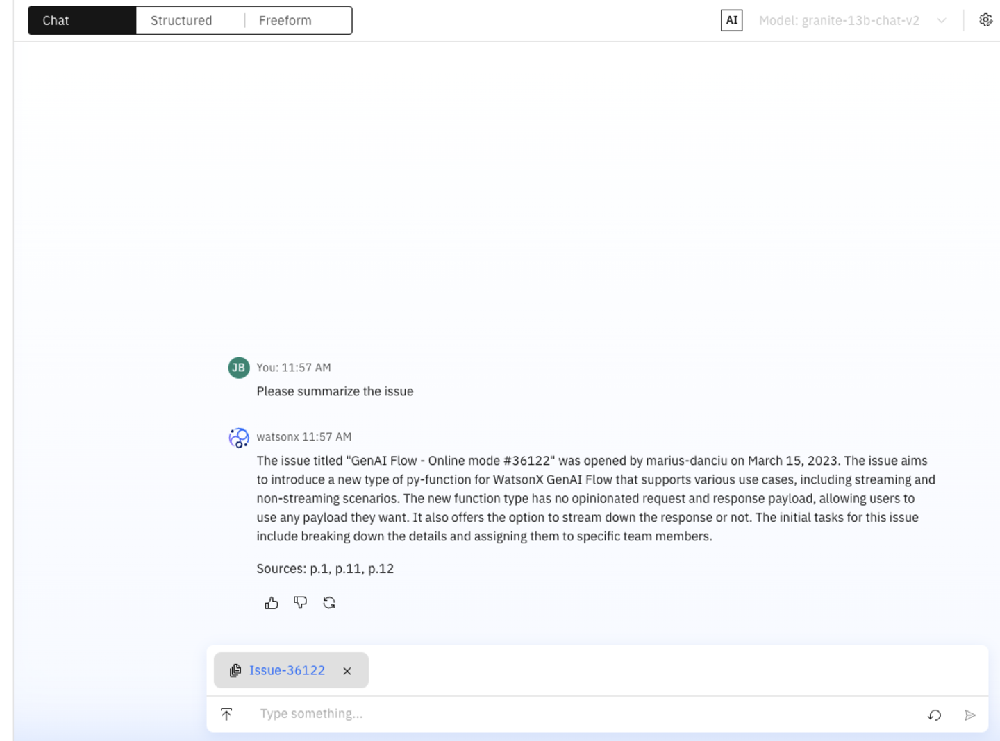 Chat Structured Freeform AI Model: granite-13b-chat-v2
JB You: 11:57 AM
Please summarize the issue
watsonx 11:57 AM
The issue titled "GenAI Flow - Online mode #36122" was opened by marius-danciu on March 15, 2023. The issue aims
to introduce a new type of py-function for WatsonX GenAI Flow that supports various use cases, including streaming and
non-streaming scenarios. The new function type has no opinionated request and response payload, allowing users to
use any payload they want. It also offers the option to stream down the response or not. The initial tasks for this issue
include breaking down the details and assigning them to specific team members.
Sources: p.1, p.11, p.12
Issue-36122
Type something...